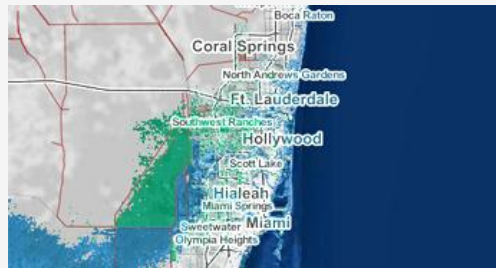 Boca Raton
Coral Springs
North Andrews Gardens
Ft. Lauderdale
Southwest Ranches
Hollywood
Scott Lake
Hialeah
Miami Springs
Sweetwater
Miami
Olympia Heights